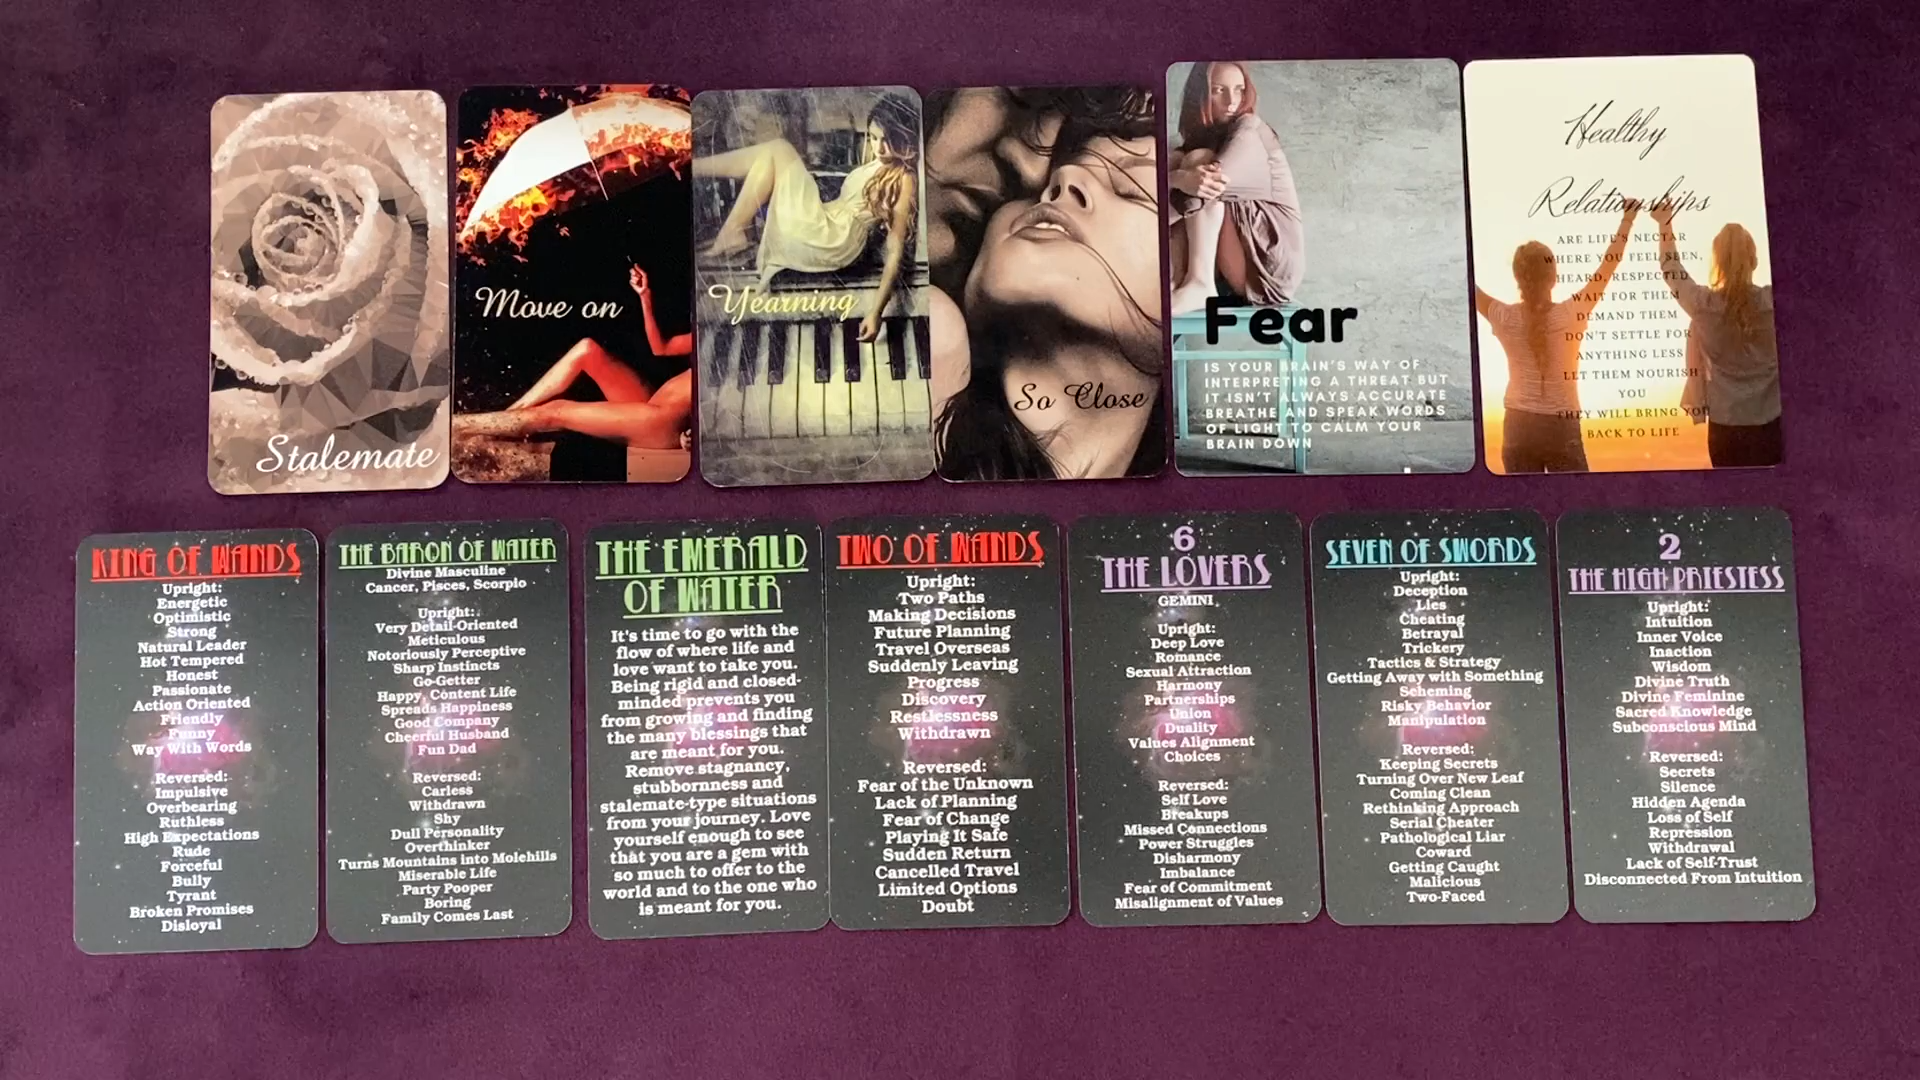 Stalemate
Move on
Yearning
So Close
Fear
IS YOUR BRAIN'S WAY OF
INTERPRETING A THREAT BUT
IT ISN'T ALWAYS ACCURATE
BREATHE AND SPEAK WORDS
OF LIGHT TO CALM YOUR
BRAIN DOWN
Healthy
Relationships
ARE LIFE'S NECTAR
WHERE YOU FEEL SEEN,
HEARD, RESPECTED
WAIT FOR THEM
DEMAND THEM
DON'T SETTLE FOR
ANYTHING LESS
LET THEM NOURISH
YOU
THEY WILL BRING YOU
BACK TO LIFE
KING OF WANDS
Upright:
Energetic
Optimistic
Strong
Natural Leader
Hot Tempered
Honest
Passionate
Action Oriented
Friendly
Funny
Way With Words
Reversed:
Impulsive
Overbearing
Ruthless
High Expectations
Rude
Forceful
Bully
Tyrant
Broken Promises
Disloyal
THE BARON OF WATER
Divine Masculine
Cancer, Pisces, Scorpio
Upright:
Very Detail-Oriented
Meticulous
Notoriously Perceptive
Sharp Instincts
Go-Getter
Happy, Content Life
Spreads Happiness
Good Company
Cheerful Husband
Fun Dad
Reversed:
Carless
Withdrawn
Shy
Dull Personality
Overthinker
Turns Mountains into Molehills
Miserable Life
Party Pooper
Boring
Family Comes Last
THE EMERALD
OF WATER
It's time to go with the
flow of where life and
love want to take you.
Being rigid and closed-
minded prevents you
from growing and finding
the many blessings that
are meant for you.
Remove stagnancy,
stubbornness and
stalemate-type situations
from your journey. Love
yourself enough to see
that you are a gem with
so much to offer to the
world and to the one who
is meant for you.
TWO OF WANDS
Upright:
Two Paths
Making Decisions
Future Planning
Travel Overseas
Suddenly Leaving
Progress
Discovery
Restlessness
Withdrawn
Reversed:
Fear of the Unknown
Lack of Planning
Fear of Change
Playing It Safe
Sudden Return
Cancelled Travel
Limited Options
Doubt
6
THE LOVERS
GEMINI
Upright:
Deep Love
Romance
Sexual Attraction
Harmony
Partnerships
Union
Duality
Values Alignment
Choices
Reversed:
Self Love
Breakups
Missed Connections
Power Struggles
Disharmony
Imbalance
Fear of Commitment
Misalignment of Values
SEVEN OF SWORDS
Upright:
Deception
Lies
Cheating
Betrayal
Trickery
Tactics & Strategy
Getting Away with Something
Scheming
Risky Behavior
Manipulation
Reversed:
Keeping Secrets
Turning Over New Leaf
Coming Clean
Rethinking Approach
Serial Cheater
Pathological Liar
Coward
Getting Caught
Malicious
Two-Faced
2
THE HIGH PRIESTESS
Upright:
Intuition
Inner Voice
Inaction
Wisdom
Divine Truth
Divine Feminine
Sacred Knowledge
Subconscious Mind
Reversed:
Secrets
Silence
Hidden Agenda
Loss of Self
Repression
Withdrawal
Lack of Self-Trust
Disconnected From Intuition